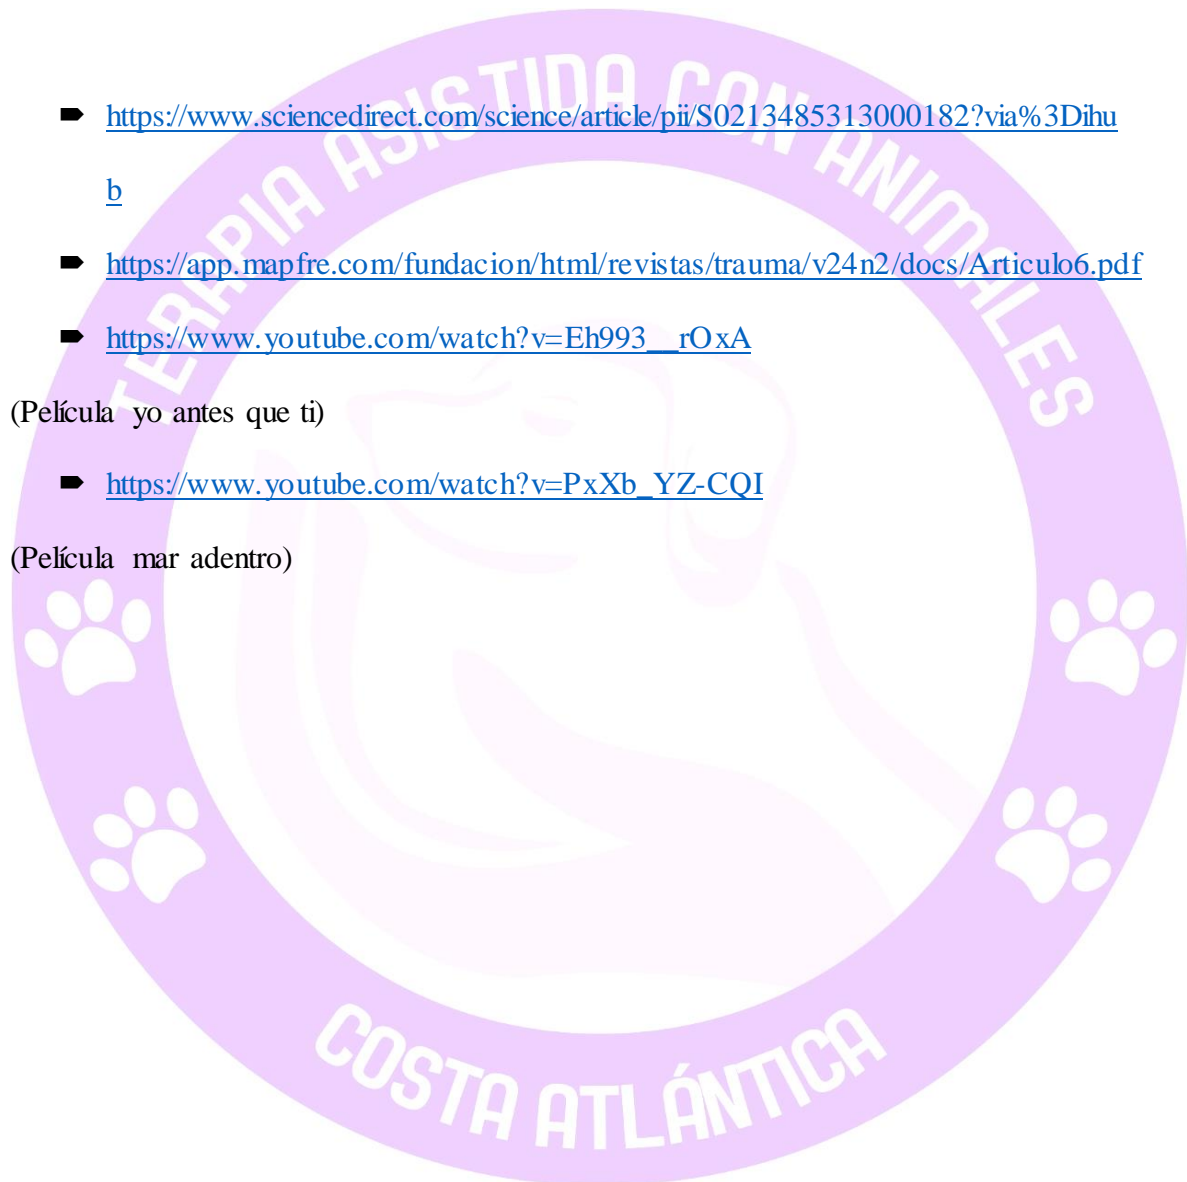 TERAPIA ASISTIDA CON ANIMALES
https://www.sciencedirect.com/science/article/pii/S0213485313000182?via%3Dihu
b
https://app.mapfre.com/fundacion/html/revistas/trauma/v24n2/docs/Articulo6.pdf
https://www.youtube.com/watch?v=Eh993__rOxA
(Película yo antes que ti)
https://www.youtube.com/watch?v=PxXb_YZ-CQI
(Película mar adentro)
COSTA ATLÁNTICA